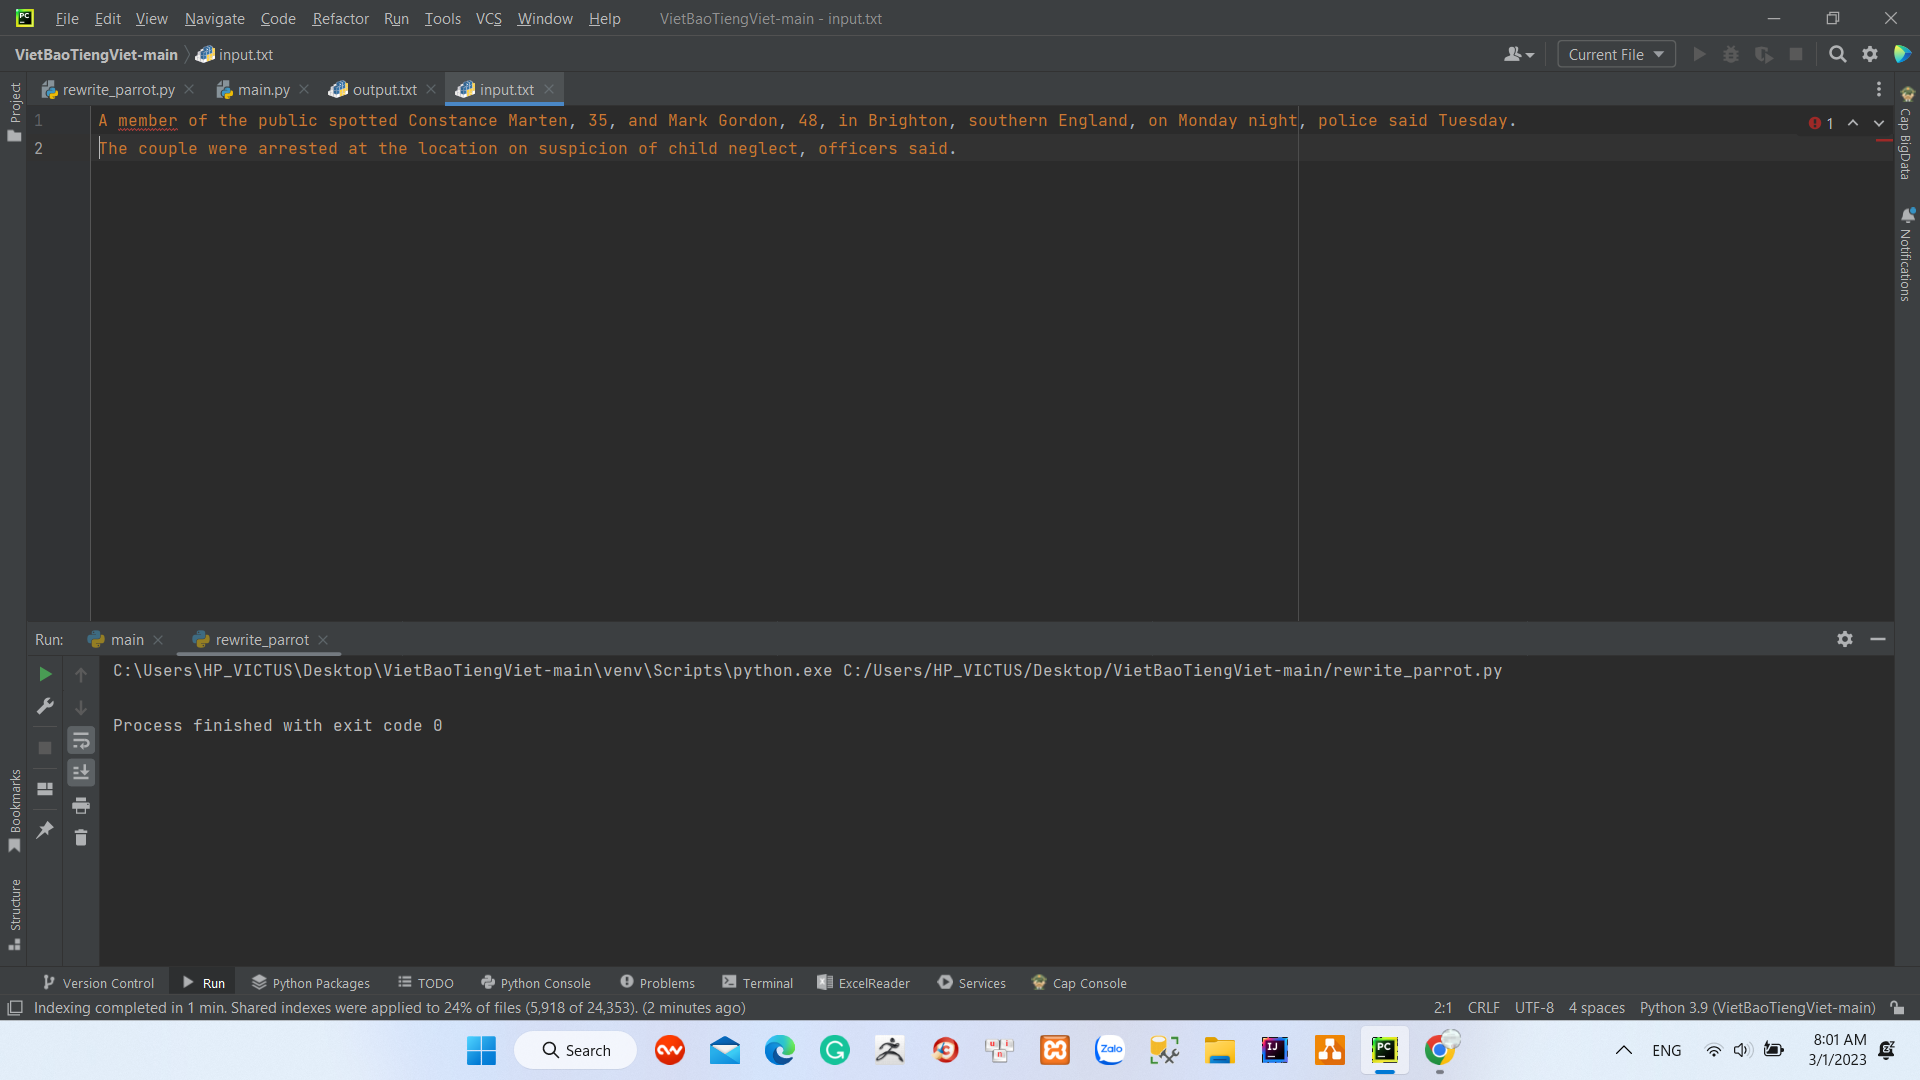 PC File Edit View Navigate Code Refactor Run Tools VCS Window Help VietBaoTiengViet-main - input.txt
VietBaoTiengViet-main input.txt Current File
rewrite_parrot.py main.py output.txt input.txt
1 A member of the public spotted Constance Marten, 35, and Mark Gordon, 48, in Brighton, southern England, on Monday night, police said Tuesday. 1
2 The couple were arrested at the location on suspicion of child neglect, officers said.
Project
Bookmarks
Structure
Cap BigData
Notifications
Run: main rewrite_parrot
C:\Users\HP_VICTUS\Desktop\VietBaoTiengViet-main\venv\Scripts\python.exe C:/Users/HP_VICTUS/Desktop/VietBaoTiengViet-main/rewrite_parrot.py
Process finished with exit code 0
Version Control Run Python Packages TODO Python Console Problems Terminal ExcelReader Services Cap Console
Indexing completed in 1 min. Shared indexes were applied to 24% of files (5,918 of 24,353). (2 minutes ago) 2:1 CRLF UTF-8 4 spaces Python 3.9 (VietBaoTiengViet-main)
Search Zalo IJ PC ENG 8:01 AM
3/1/2023